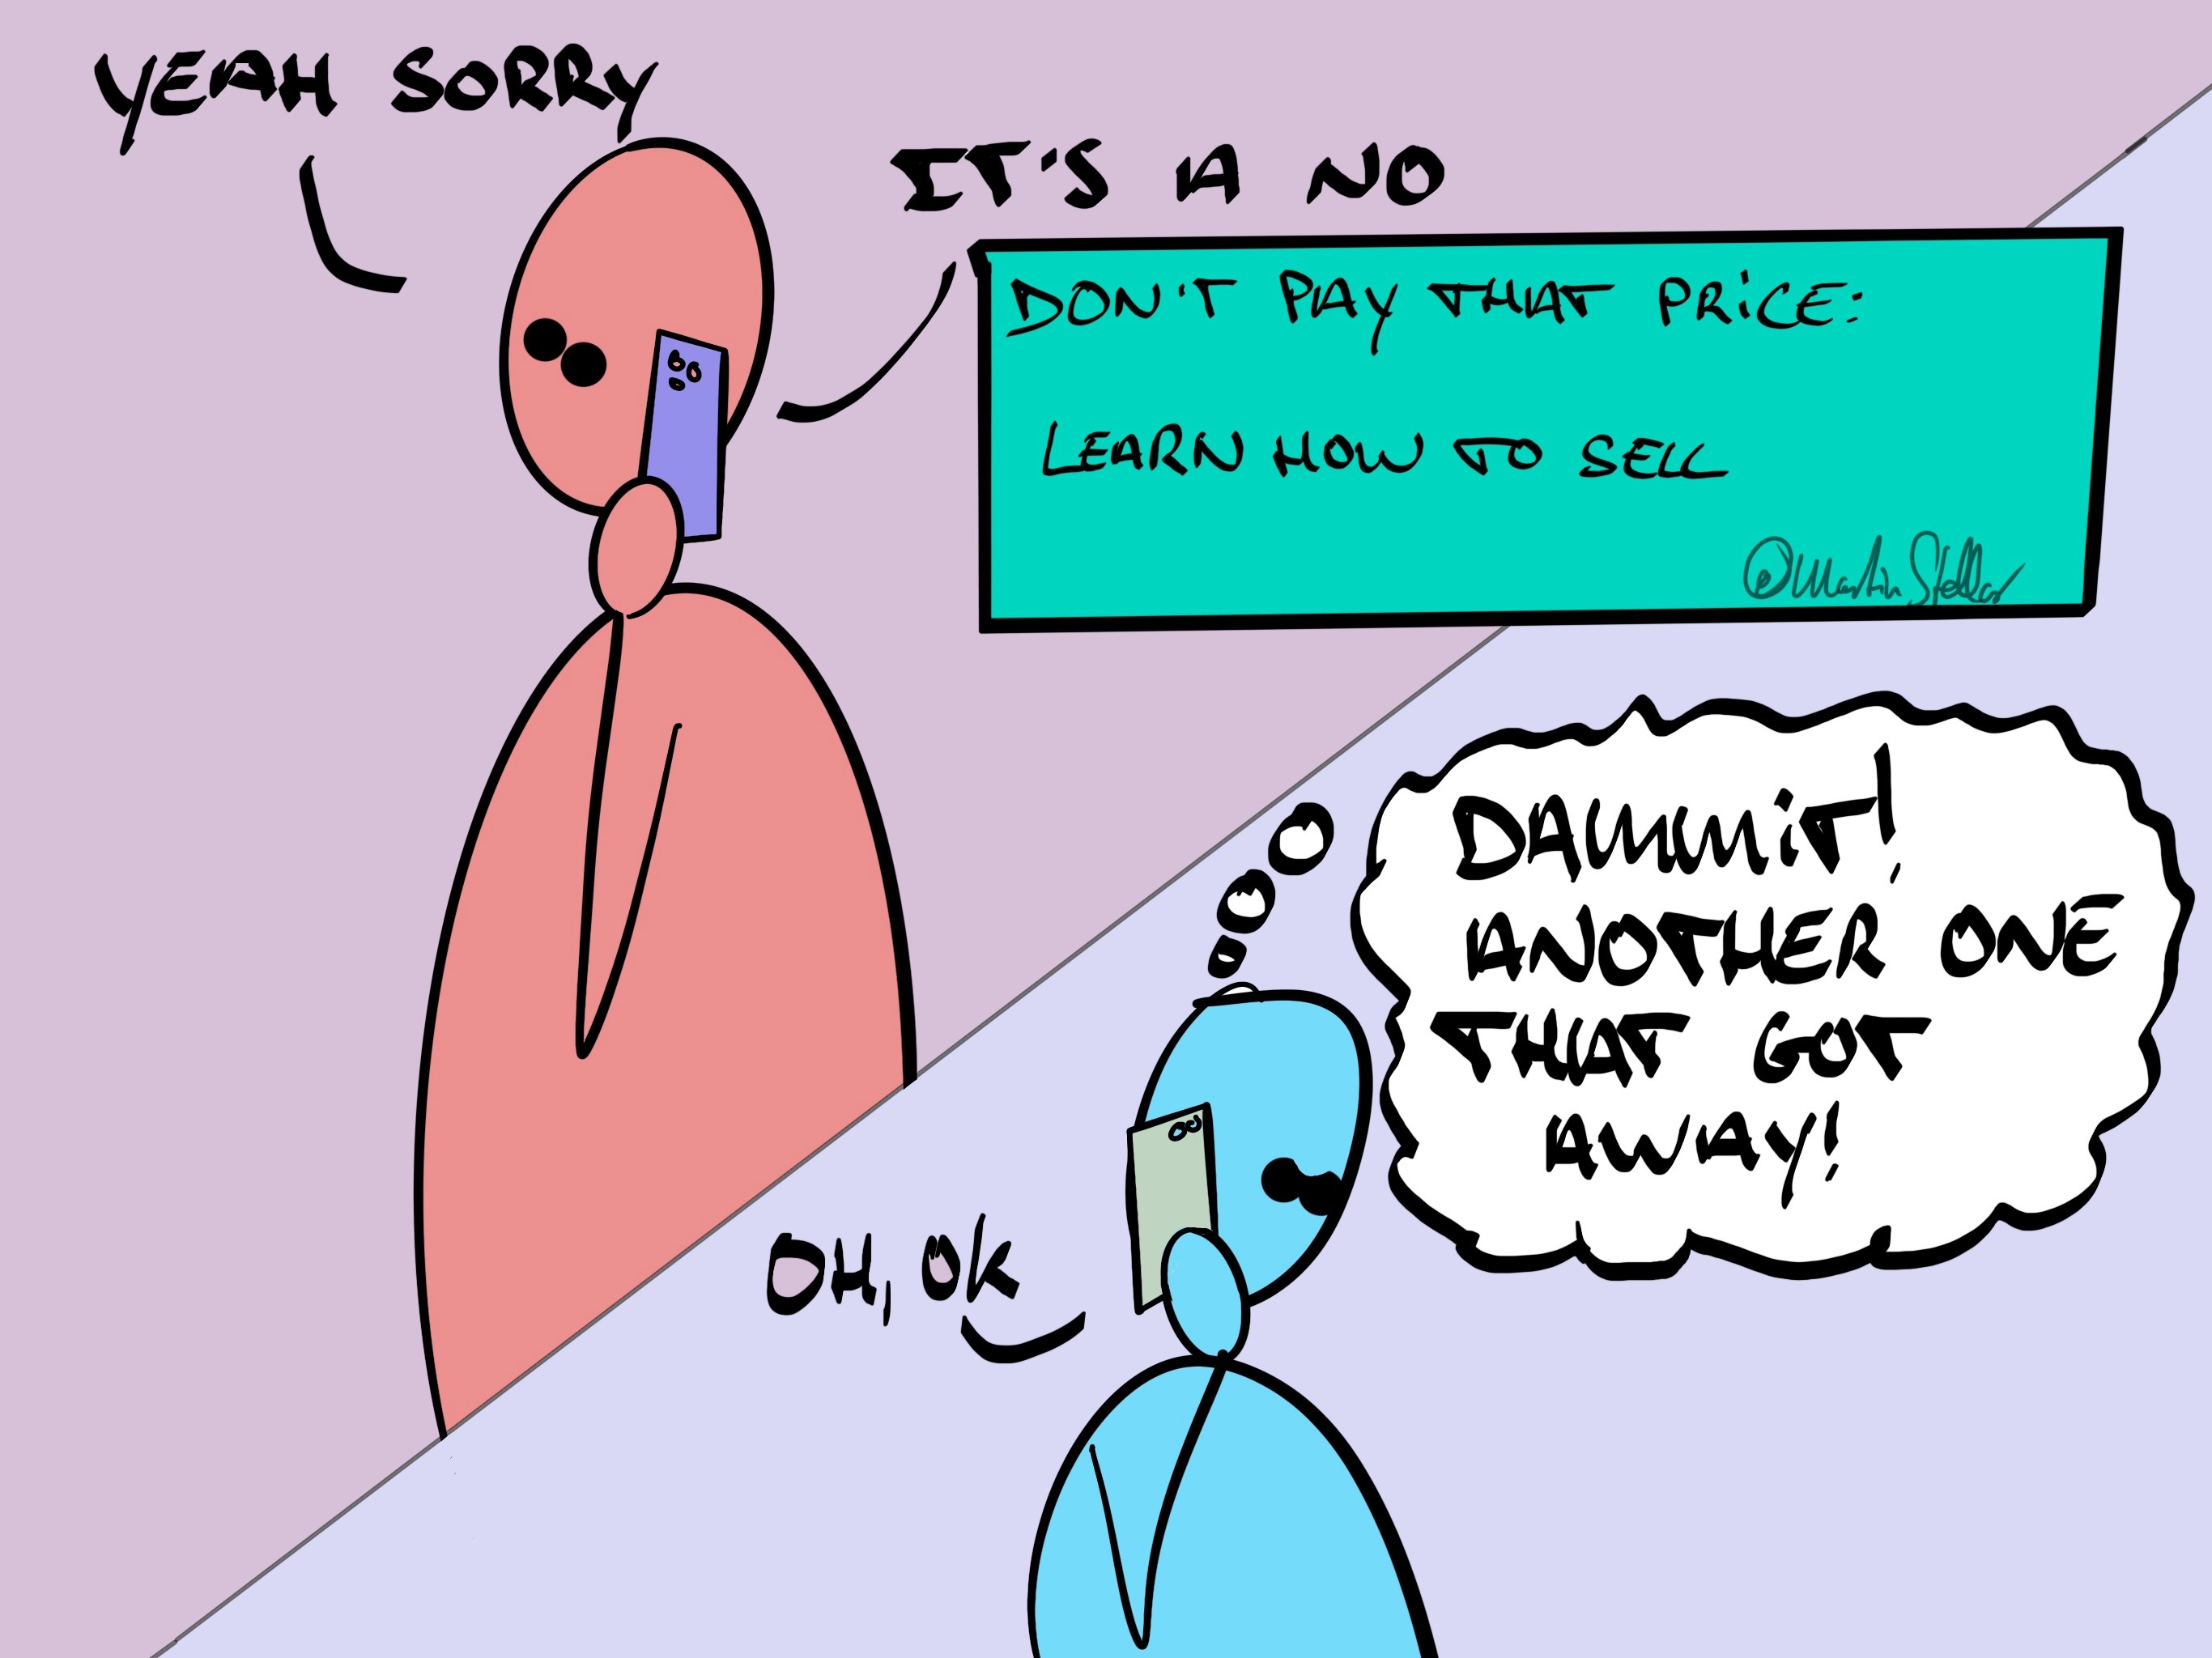 YEAH SORRY
IT'S A NO
DON'T PAY THAT PRICE:
LEARN HOW TO SELL
©Martin Stellar
DAMMMIT!
ANOTHER ONE
THAT GOT
AWAY!
OH, OK